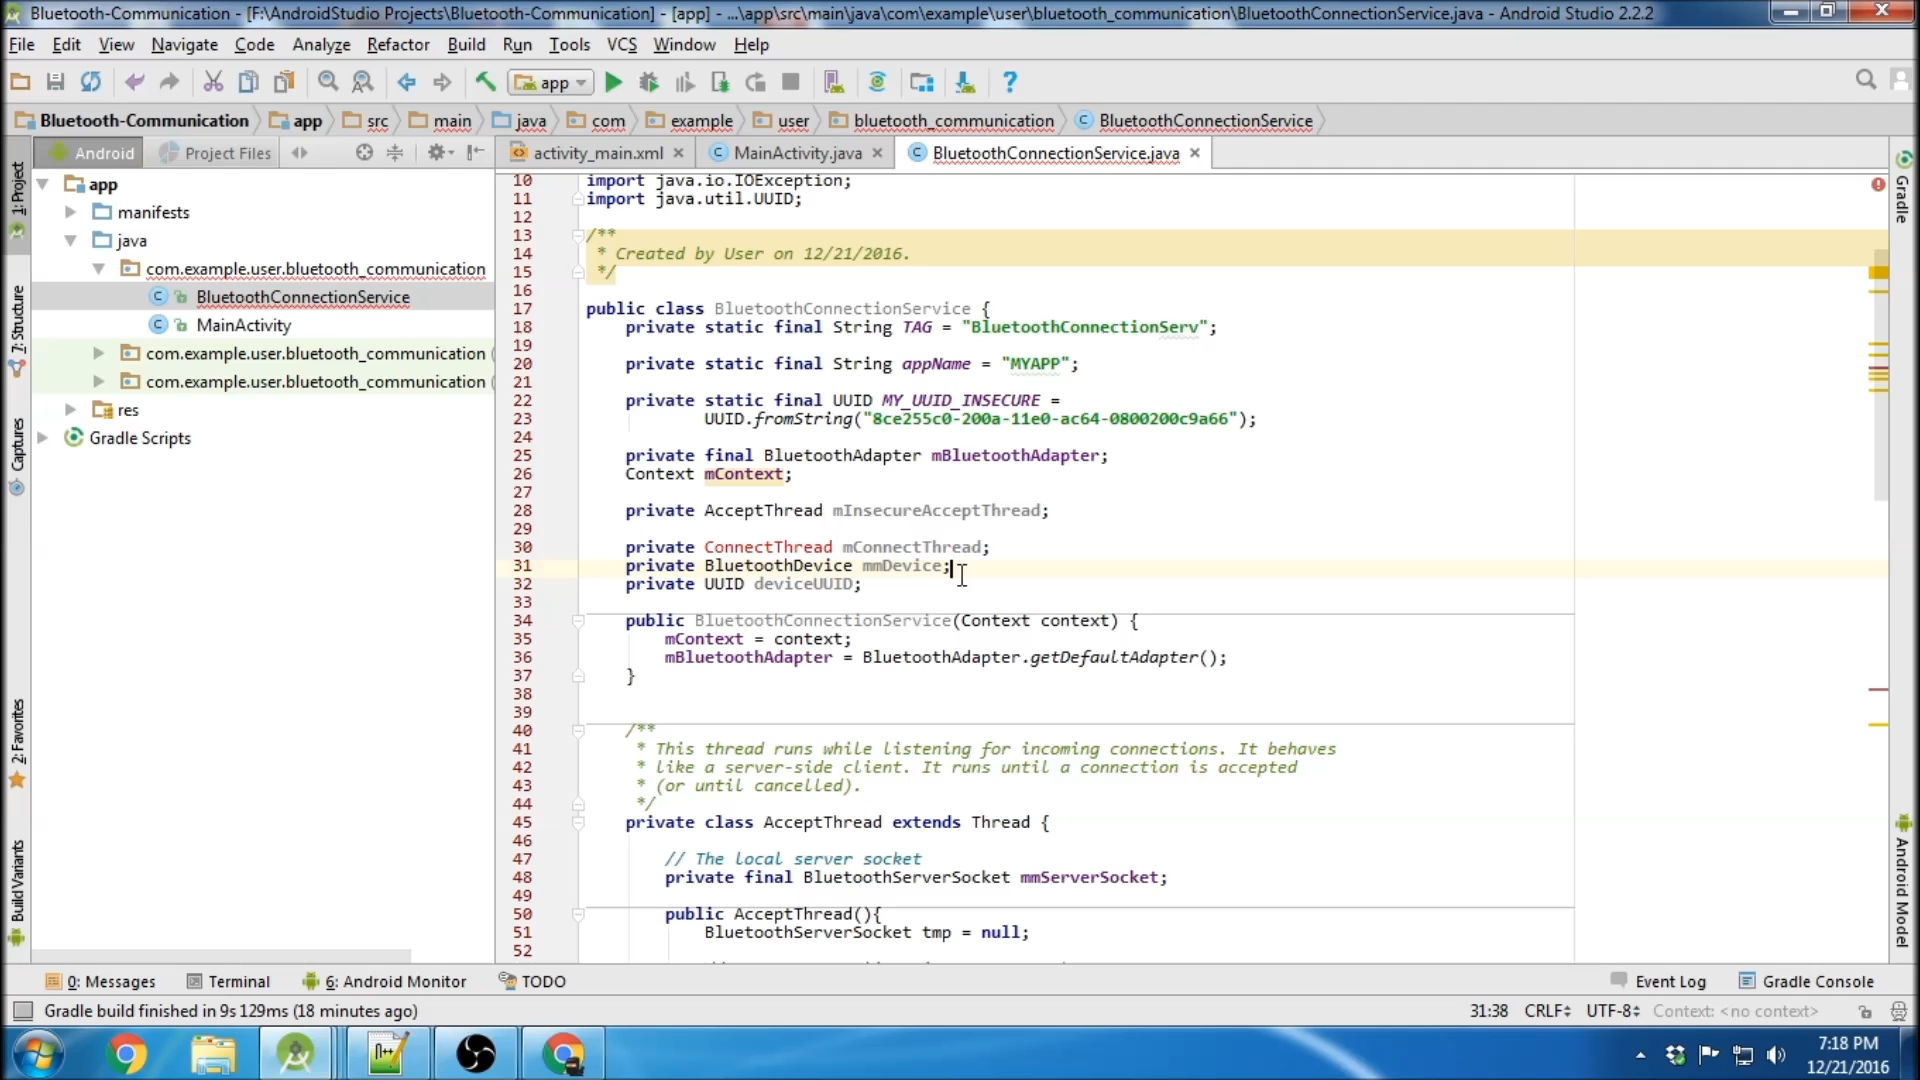 Bluetooth-Communication - [F:\AndroidStudio Projects\Bluetooth-Communication] - [app] - ...\app\src\main\java\com\example\user\bluetooth_communication\BluetoothConnectionService.java - Android Studio 2.2.2
File Edit View Navigate Code Analyze Refactor Build Run Tools VCS Window Help
app
Bluetooth-Communication app src main java com example user bluetooth_communication BluetoothConnectionService
Android Project Files activity_main.xml MainActivity.java BluetoothConnectionService.java
1: Project
7: Structure
Captures
2: Favorites
Build Variants
app
manifests
java
com.example.user.bluetooth_communication
BluetoothConnectionService
MainActivity
com.example.user.bluetooth_communication (
com.example.user.bluetooth_communication (
res
Gradle Scripts
10 import java.io.IOException;
11 import java.util.UUID;
12
13 /**
14 * Created by User on 12/21/2016.
15 */
16
17 public class BluetoothConnectionService {
18 private static final String TAG = "BluetoothConnectionServ";
19
20 private static final String appName = "MYAPP";
21
22 private static final UUID MY_UUID_INSECURE =
23 UUID.fromString("8ce255c0-200a-11e0-ac64-0800200c9a66");
24
25 private final BluetoothAdapter mBluetoothAdapter;
26 Context mContext;
27
28 private AcceptThread mInsecureAcceptThread;
29
30 private ConnectThread mConnectThread;
31 private BluetoothDevice mmDevice;
32 private UUID deviceUUID;
33
34 public BluetoothConnectionService(Context context) {
35 mContext = context;
36 mBluetoothAdapter = BluetoothAdapter.getDefaultAdapter();
37 }
38
39
40 /**
41 * This thread runs while listening for incoming connections. It behaves
42 * like a server-side client. It runs until a connection is accepted
43 * (or until cancelled).
44 */
45 private class AcceptThread extends Thread {
46
47 // The local server socket
48 private final BluetoothServerSocket mmServerSocket;
49
50 public AcceptThread(){
51 BluetoothServerSocket tmp = null;
52
Gradle
Android Model
0: Messages Terminal 6: Android Monitor TODO Event Log Gradle Console
Gradle build finished in 9s 129ms (18 minutes ago) 31:38 CRLF UTF-8 Context: <no context>
7:18 PM
12/21/2016